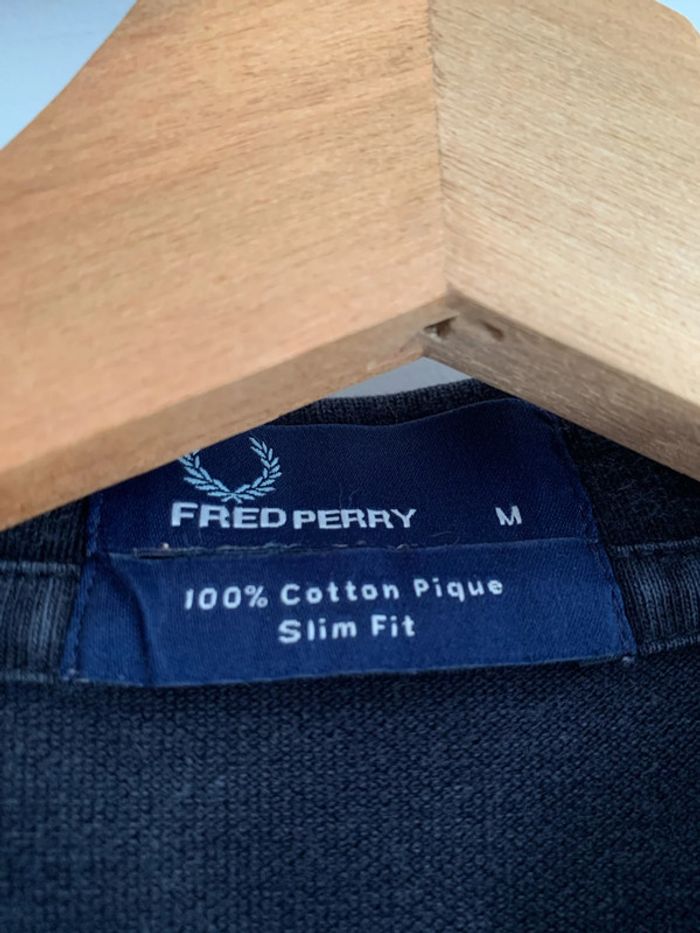 FRED PERRY M
100% Cotton Pique
Slim Fit